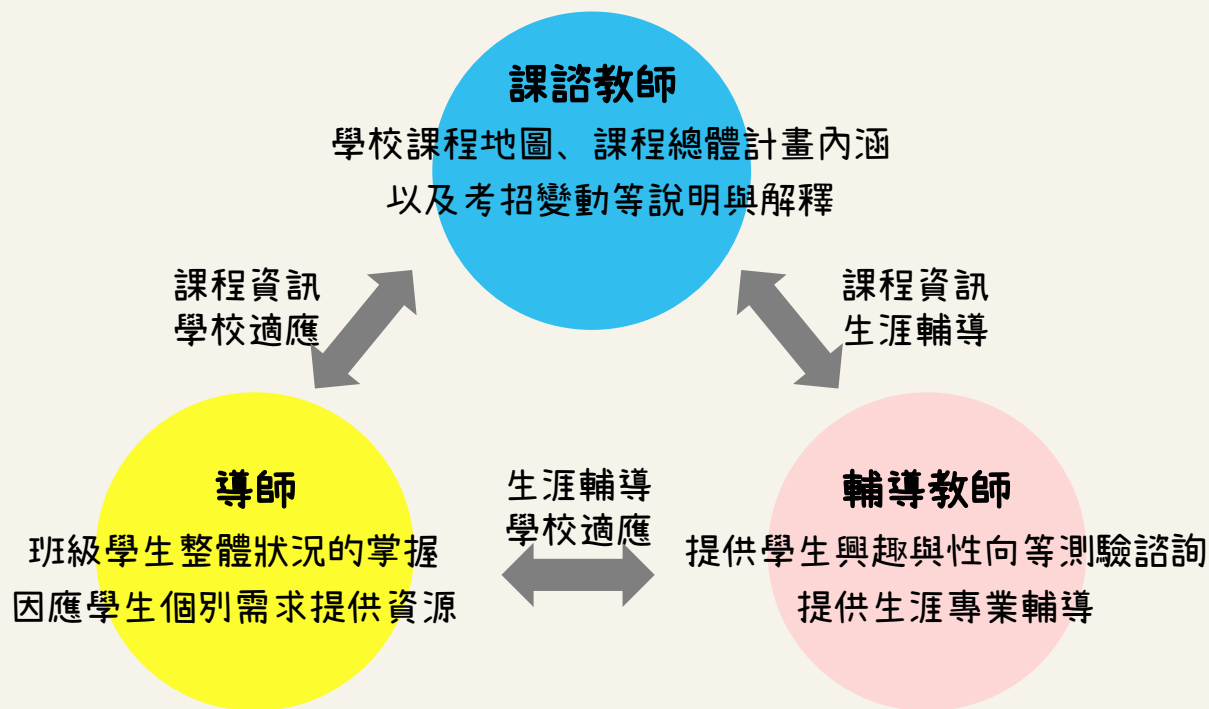 課諮教師
學校課程地圖、課程總體計畫內涵
以及考招變動等說明與解釋
課程資訊
學校適應
課程資訊
生涯輔導
導師
班級學生整體狀況的掌握
因應學生個別需求提供資源
生涯輔導
學校適應
輔導教師
提供學生興趣與性向等測驗諮詢
提供生涯專業輔導